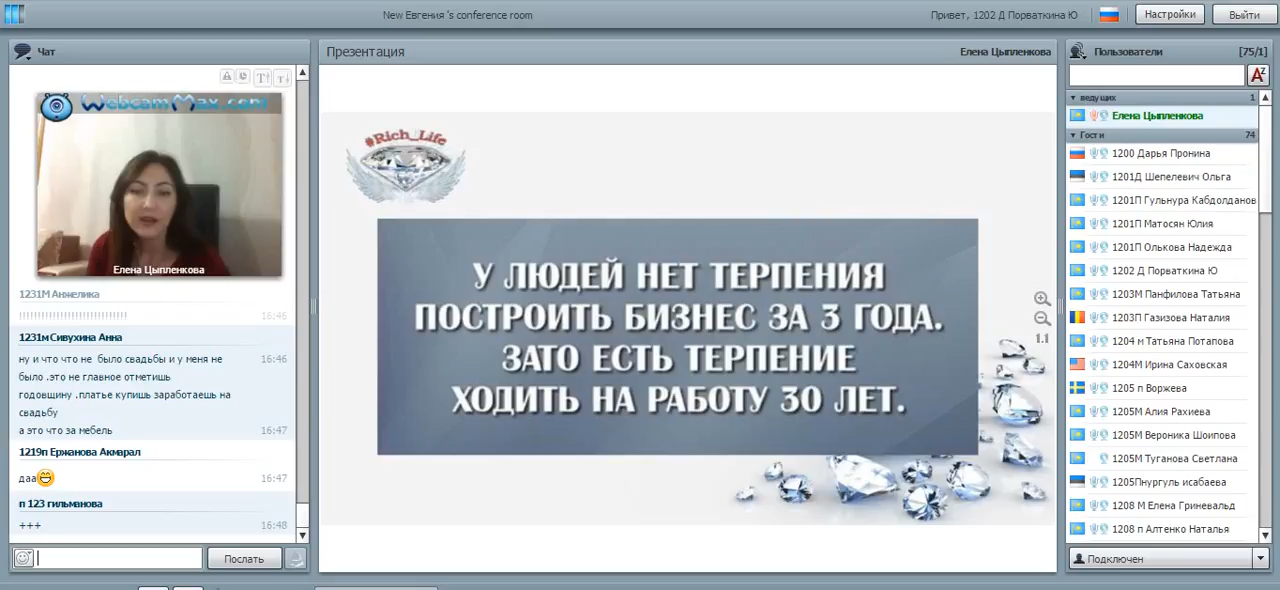 New Евгения 's conference room
Привет, 1202 Д Порваткина Ю
Настройки
Выйти
Чат
WebcamMax.com
Елена Цыпленкова
1231М Анжелика
!!!!!!!!!!!!!!!!!!!!!!!!!!! 16:46
1231м Сивухина Анна
ну и что что не было свадьбы и у меня не 16:46
было .это не главное отметишь
годовщину .платье купишь заработаешь на
свадьбу
а это что за мебель 16:47
1219п Ержанова Акмарал
даа 16:47
п 123 гильманова
+++ 16:48
Послать
Презентация
Елена Цыпленкова
#Rich_Life
У ЛЮДЕЙ НЕТ ТЕРПЕНИЯ
ПОСТРОИТЬ БИЗНЕС ЗА 3 ГОДА.
ЗАТО ЕСТЬ ТЕРПЕНИЕ
ХОДИТЬ НА РАБОТУ 30 ЛЕТ.
1:1
Пользователи [75/1]
ведущих 1
Елена Цыпленкова
Гости 74
1200 Дарья Пронина
1201Д Шепелевич Ольга
1201П Гульнура Кабдолданов
1201П Матосян Юлия
1201П Олькова Надежда
1202 Д Порваткина Ю
1203М Панфилова Татьяна
1203П Газизова Наталия
1204 м Татьяна Потапова
1204М Ирина Саховская
1205 п Воржева
1205М Алия Рахиева
1205М Вероника Шоипова
1205М Туганова Светлана
1205Пнургуль исабаева
1208 М Елена Гриневальд
1208 п Алтенко Наталья
Подключен